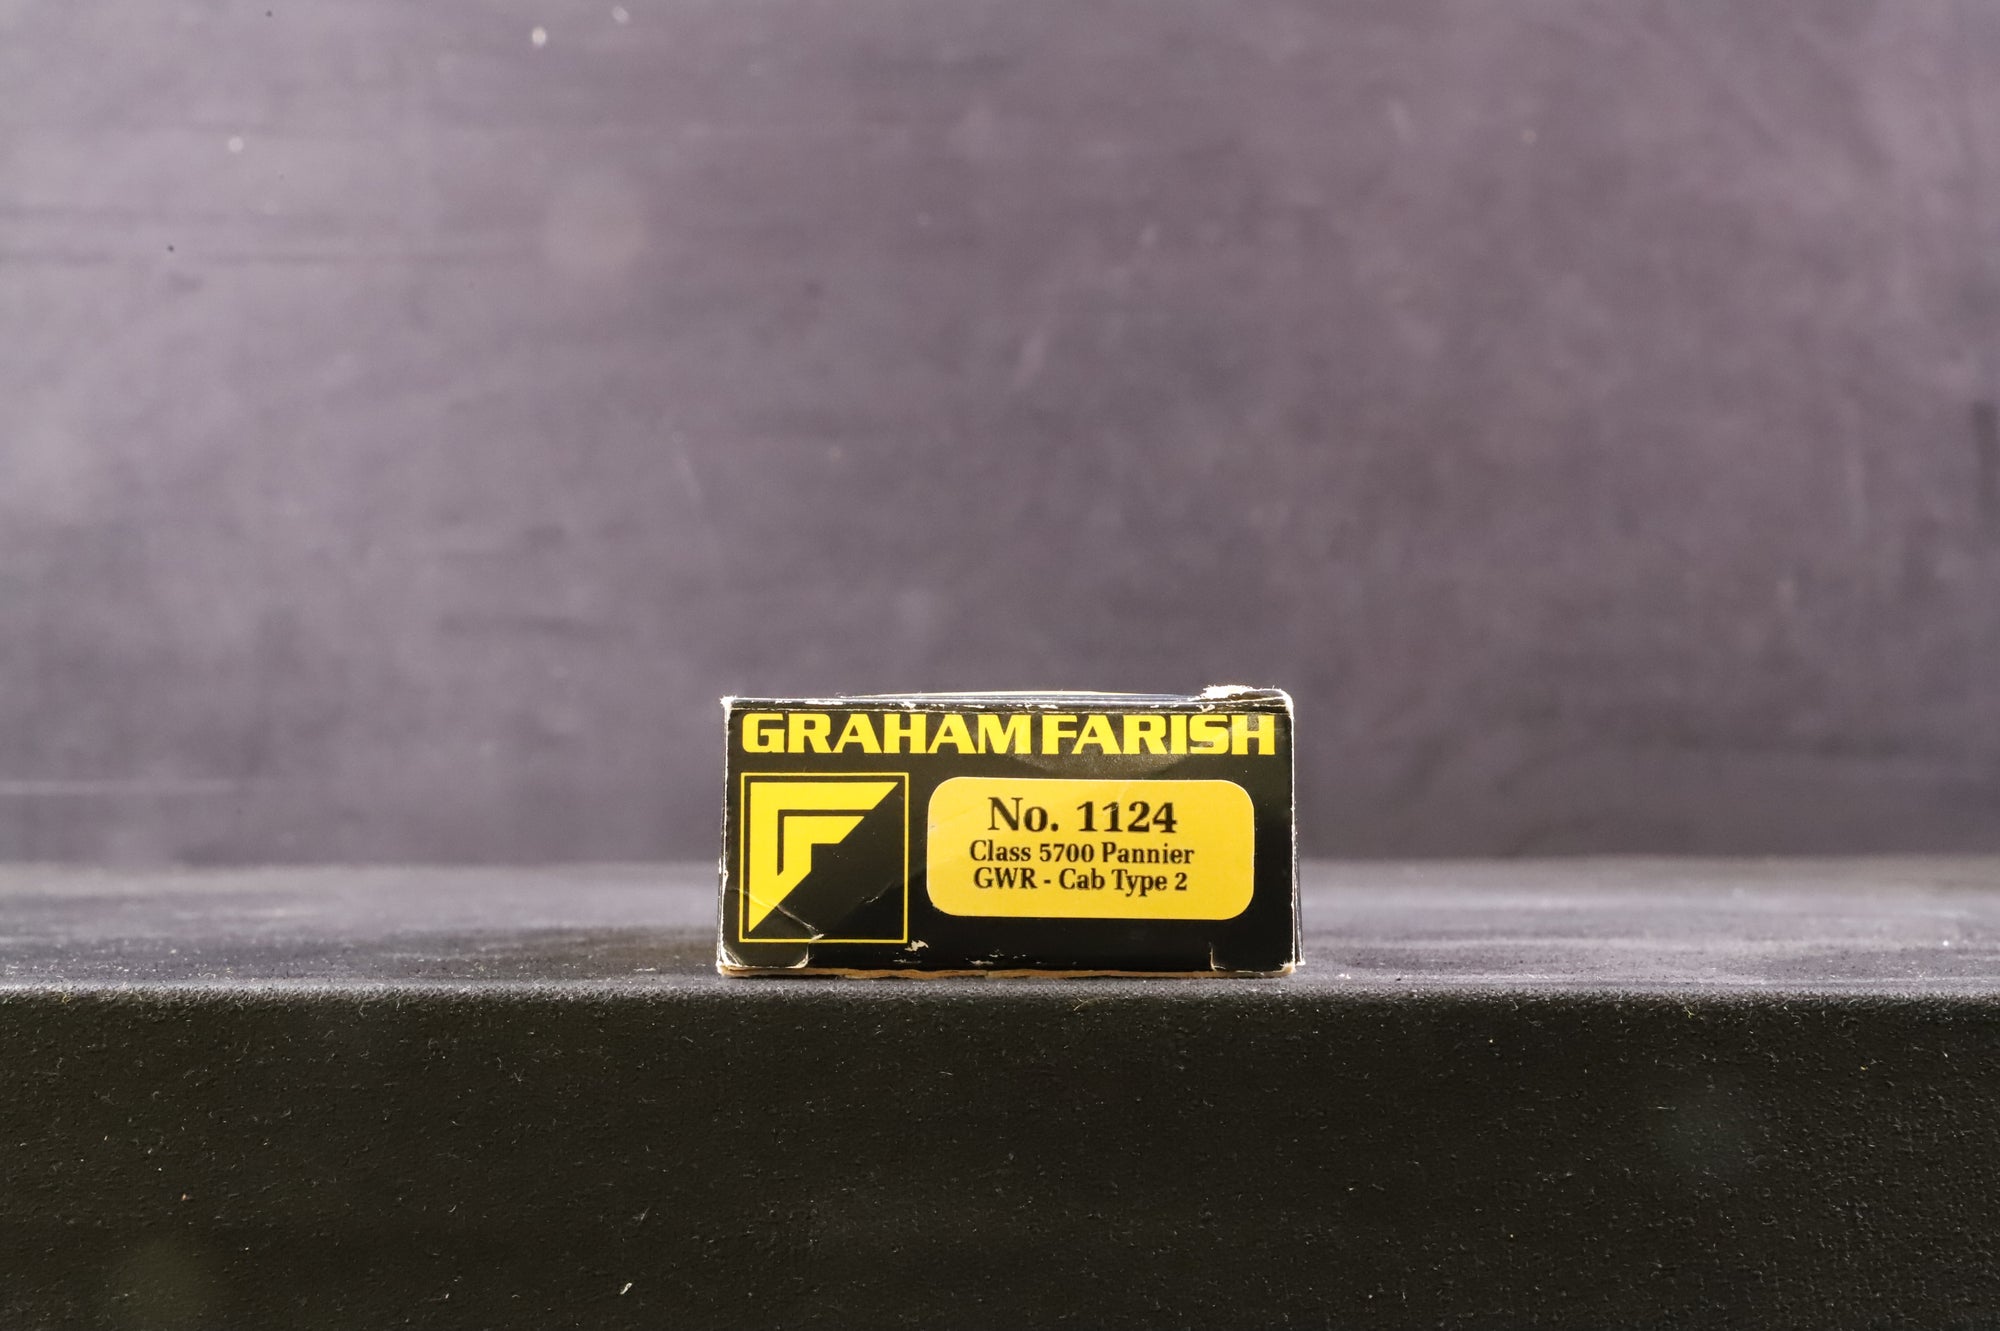 GRAHAM FARISH
No. 1124
Class 5700 Pannier
GWR - Cab Type 2